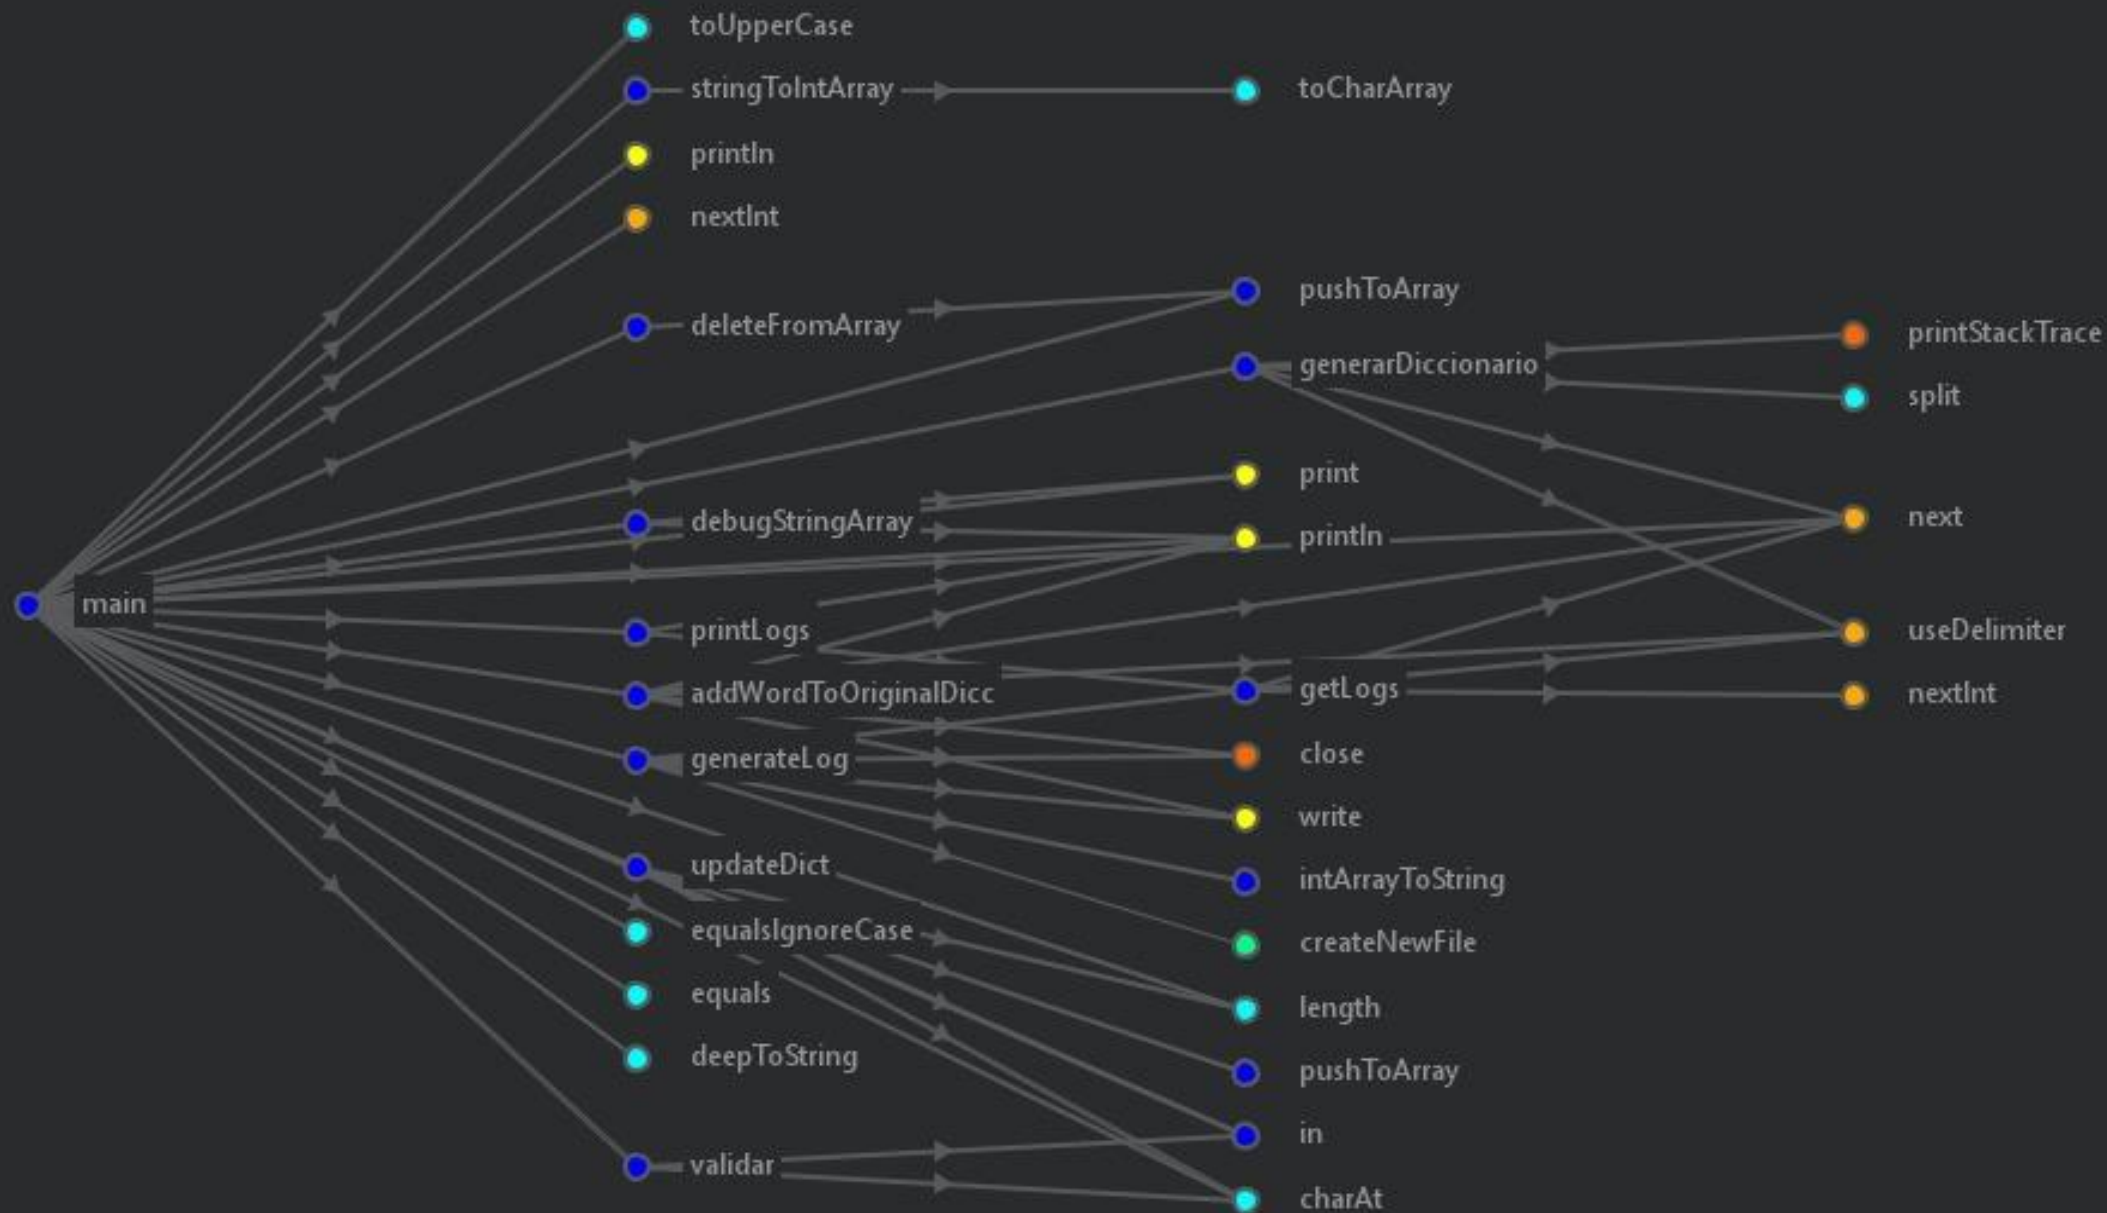 main
toUpperCase
stringToIntArray
println
nextInt
deleteFromArray
debugStringArray
printLogs
addWordToOriginalDicc
generateLog
updateDict
equalsIgnoreCase
equals
deepToString
validar
toCharArray
pushToArray
generarDiccionario
print
println
getLogs
close
write
intArrayToString
createNewFile
length
pushToArray
in
charAt
printStackTrace
split
next
useDelimiter
nextInt